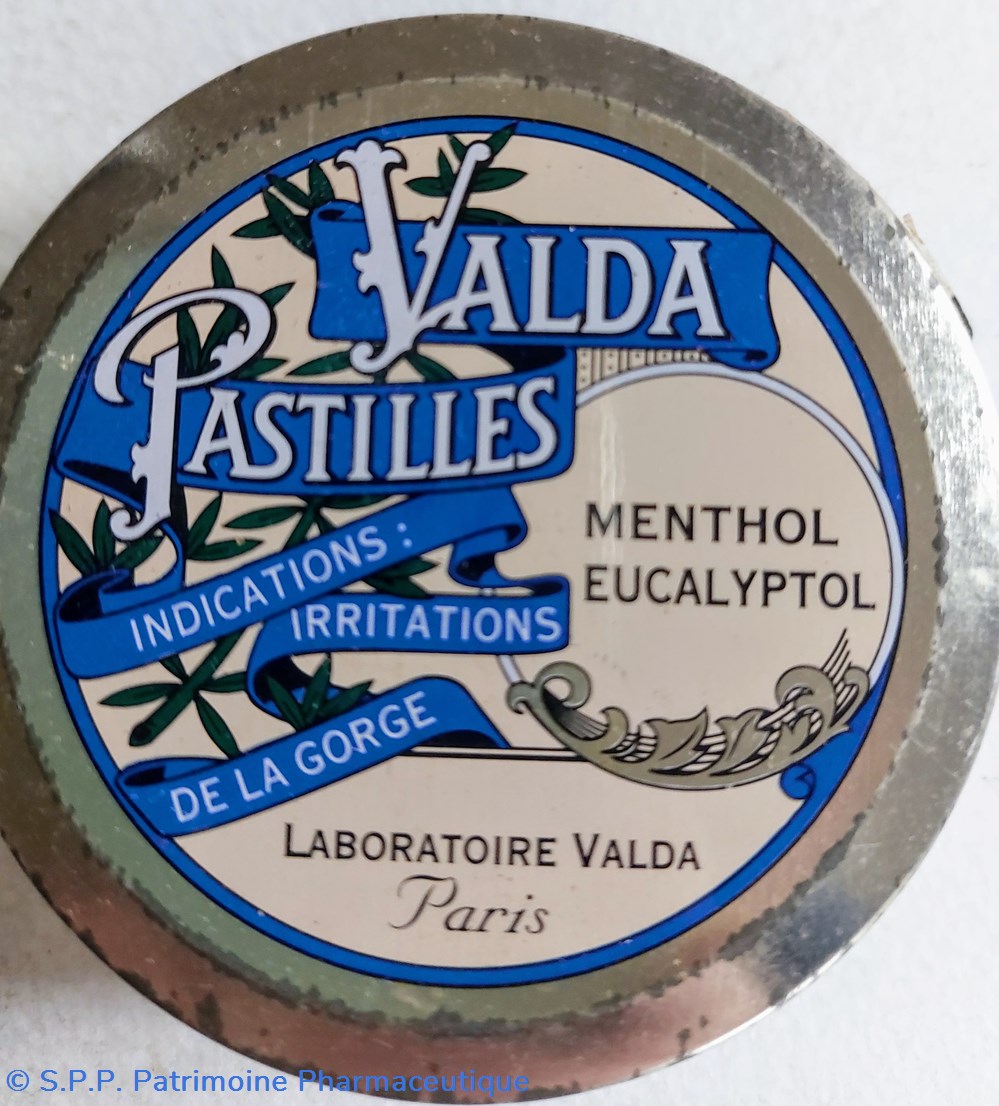 VALDA
PASTILLES
INDICATIONS :
IRRITATIONS
DE LA GORGE
MENTHOL
EUCALYPTOL
LABORATOIRE VALDA
Paris
© S.P.P. Patrimoine Pharmaceutique